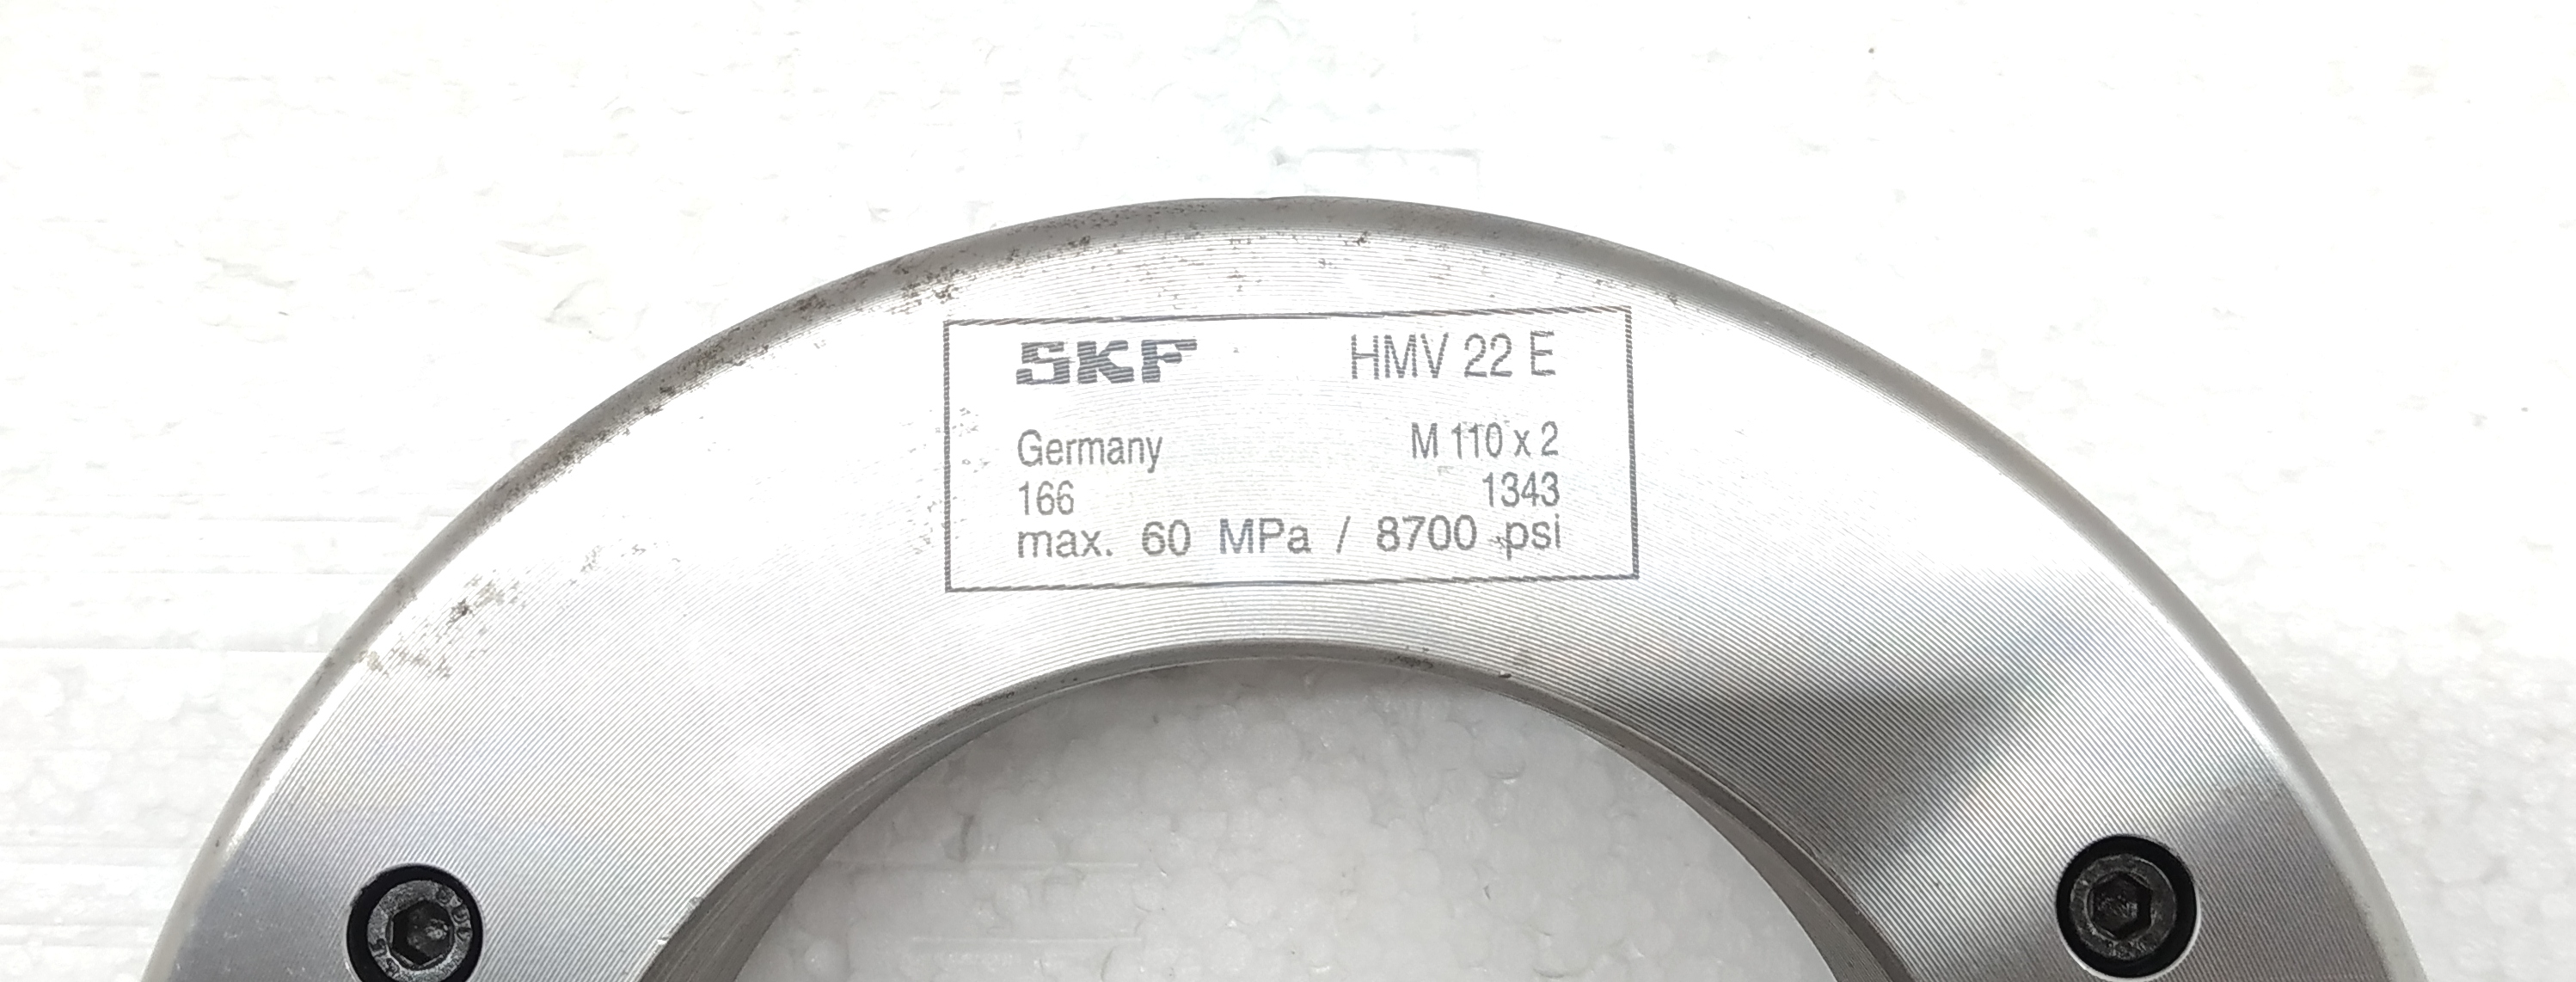 SKF HMV 22 E
Germany M 110 x 2
166 1343
max. 60 MPa / 8700 psi